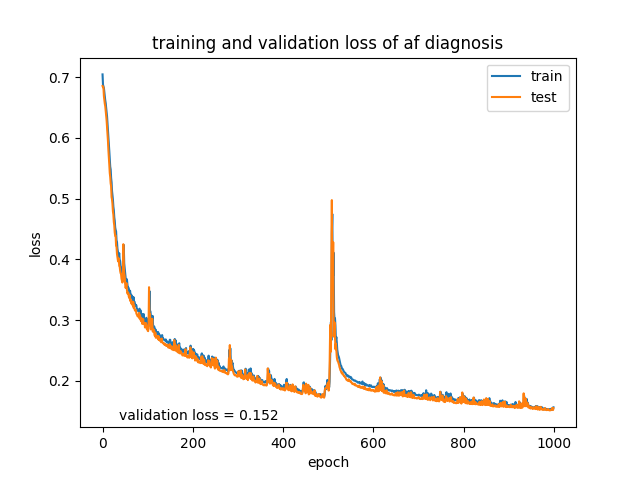 training and validation loss of af diagnosis
train
test
0.7
0.6
0.5
0.4
0.3
0.2
loss
validation loss = 0.152
0 200 400 600 800 1000
epoch